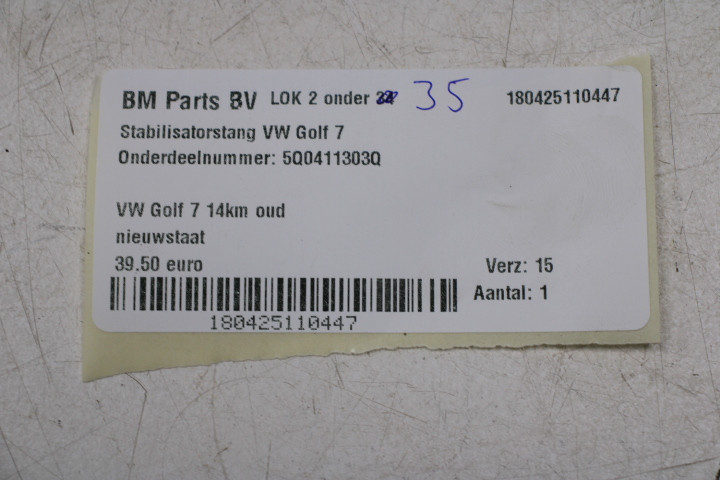 BM Parts BV LOK 2 onder 35 180425110447
Stabilisatorstang VW Golf 7
Onderdeelnummer: 5Q0411303Q
VW Golf 7 14km oud
nieuwstaat
39.50 euro Verz: 15
Aantal: 1
180425110447